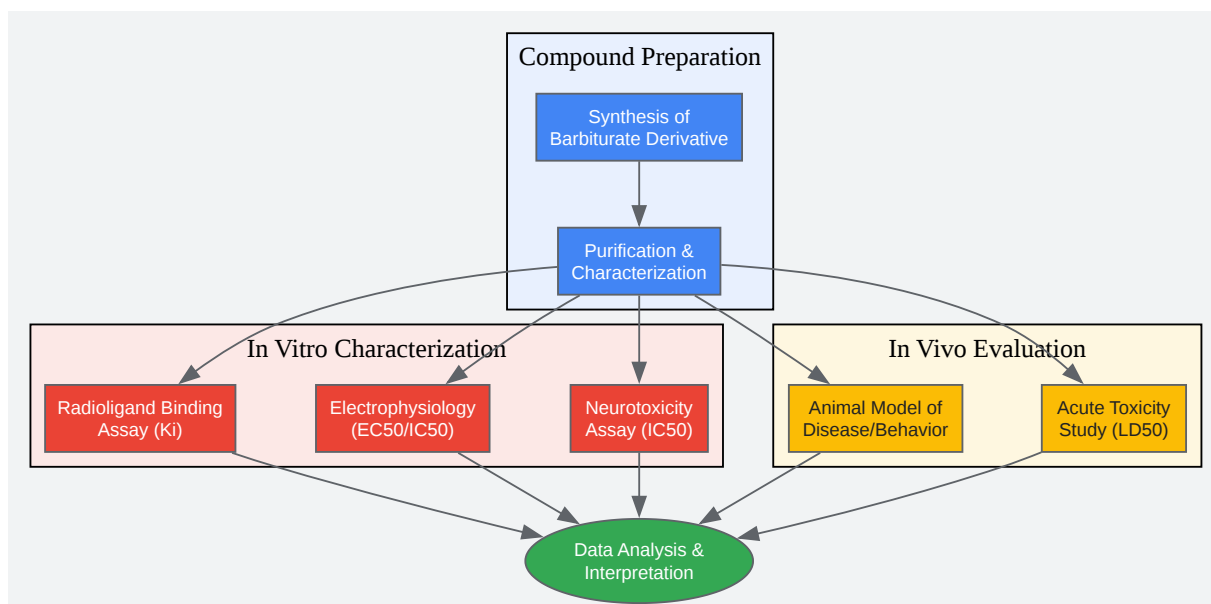 Compound Preparation
Synthesis of
Barbiturate Derivative
Purification &
Characterization
In Vitro Characterization
In Vivo Evaluation
Radioligand Binding
Assay (Ki)
Electrophysiology
(EC50/IC50)
Neurotoxicity
Assay (IC50)
Animal Model of
Disease/Behavior
Acute Toxicity
Study (LD50)
Data Analysis &
Interpretation